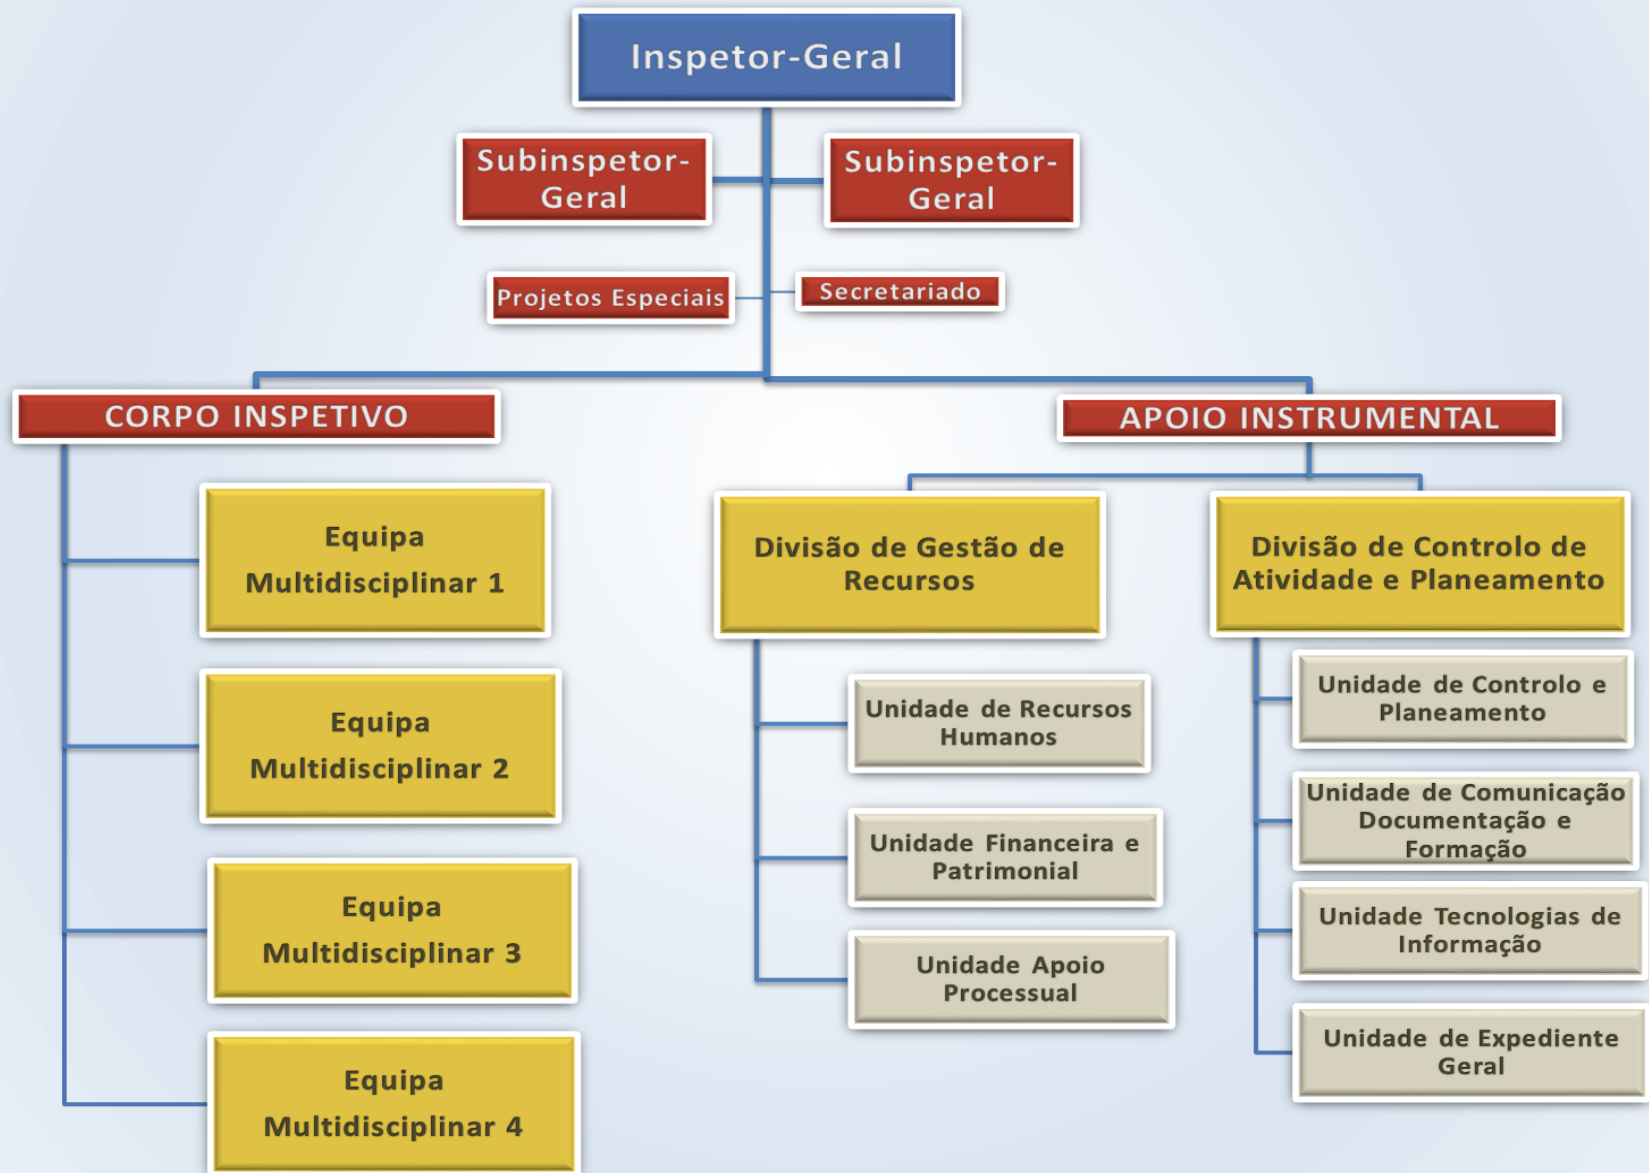 Inspetor-Geral
Subinspetor-
Geral
Subinspetor-
Geral
Projetos Especiais
Secretariado
CORPO INSPETIVO
APOIO INSTRUMENTAL
Equipa
Multidisciplinar 1
Equipa
Multidisciplinar 2
Equipa
Multidisciplinar 3
Equipa
Multidisciplinar 4
Divisão de Gestão de
Recursos
Unidade de Recursos
Humanos
Unidade Financeira e
Patrimonial
Unidade Apoio
Processual
Divisão de Controlo de
Atividade e Planeamento
Unidade de Controlo e
Planeamento
Unidade de Comunicação
Documentação e
Formação
Unidade Tecnologias de
Informação
Unidade de Expediente
Geral